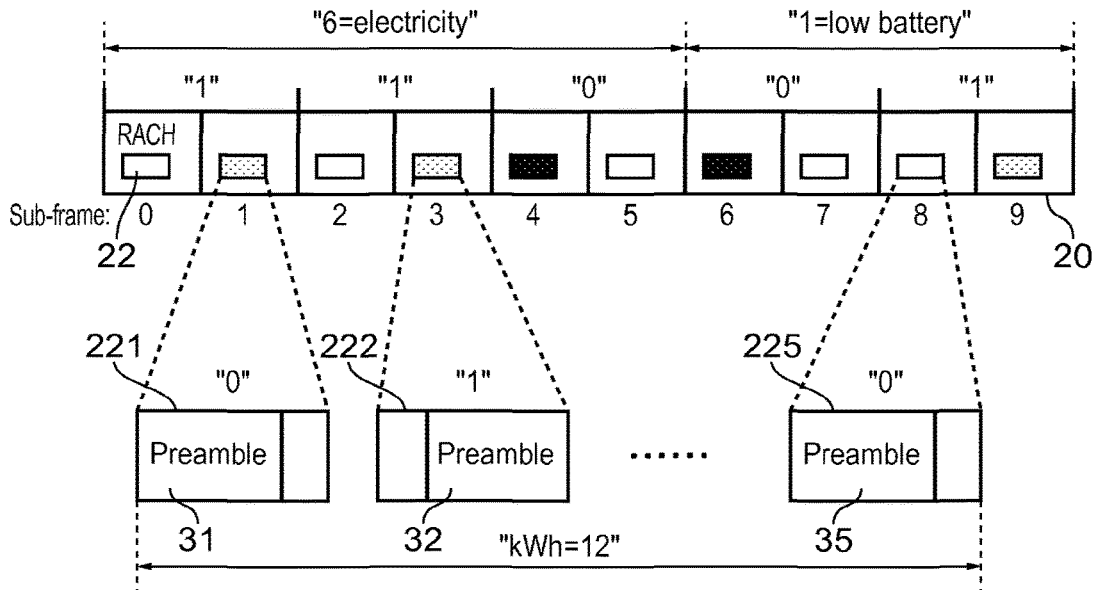 "6=electricity" "1=low battery"
"1" "1" "0" "0" "1"
RACH
Sub-frame: 0 1 2 3 4 5 6 7 8 9
22 20
221 222 225
"0" "1" "0"
Preamble Preamble ...... Preamble
31 32 35
"kWh=12"